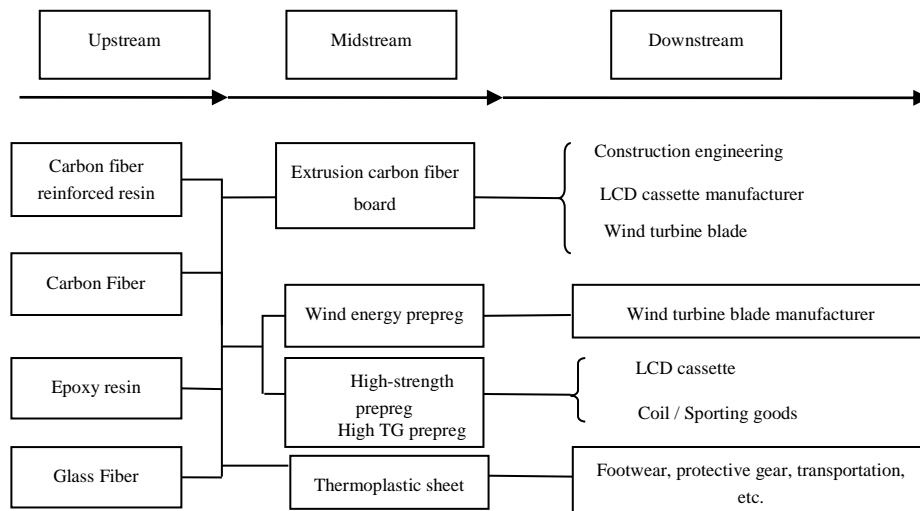 Upstream
Midstream
Downstream
Carbon fiber
reinforced resin
Extrusion carbon fiber
board
Construction engineering
LCD cassette manufacturer
Wind turbine blade
Carbon Fiber
Wind energy prepreg
Wind turbine blade manufacturer
Epoxy resin
High-strength
prepreg
High TG prepreg
LCD cassette
Coil / Sporting goods
Glass Fiber
Thermoplastic sheet
Footwear, protective gear, transportation,
etc.